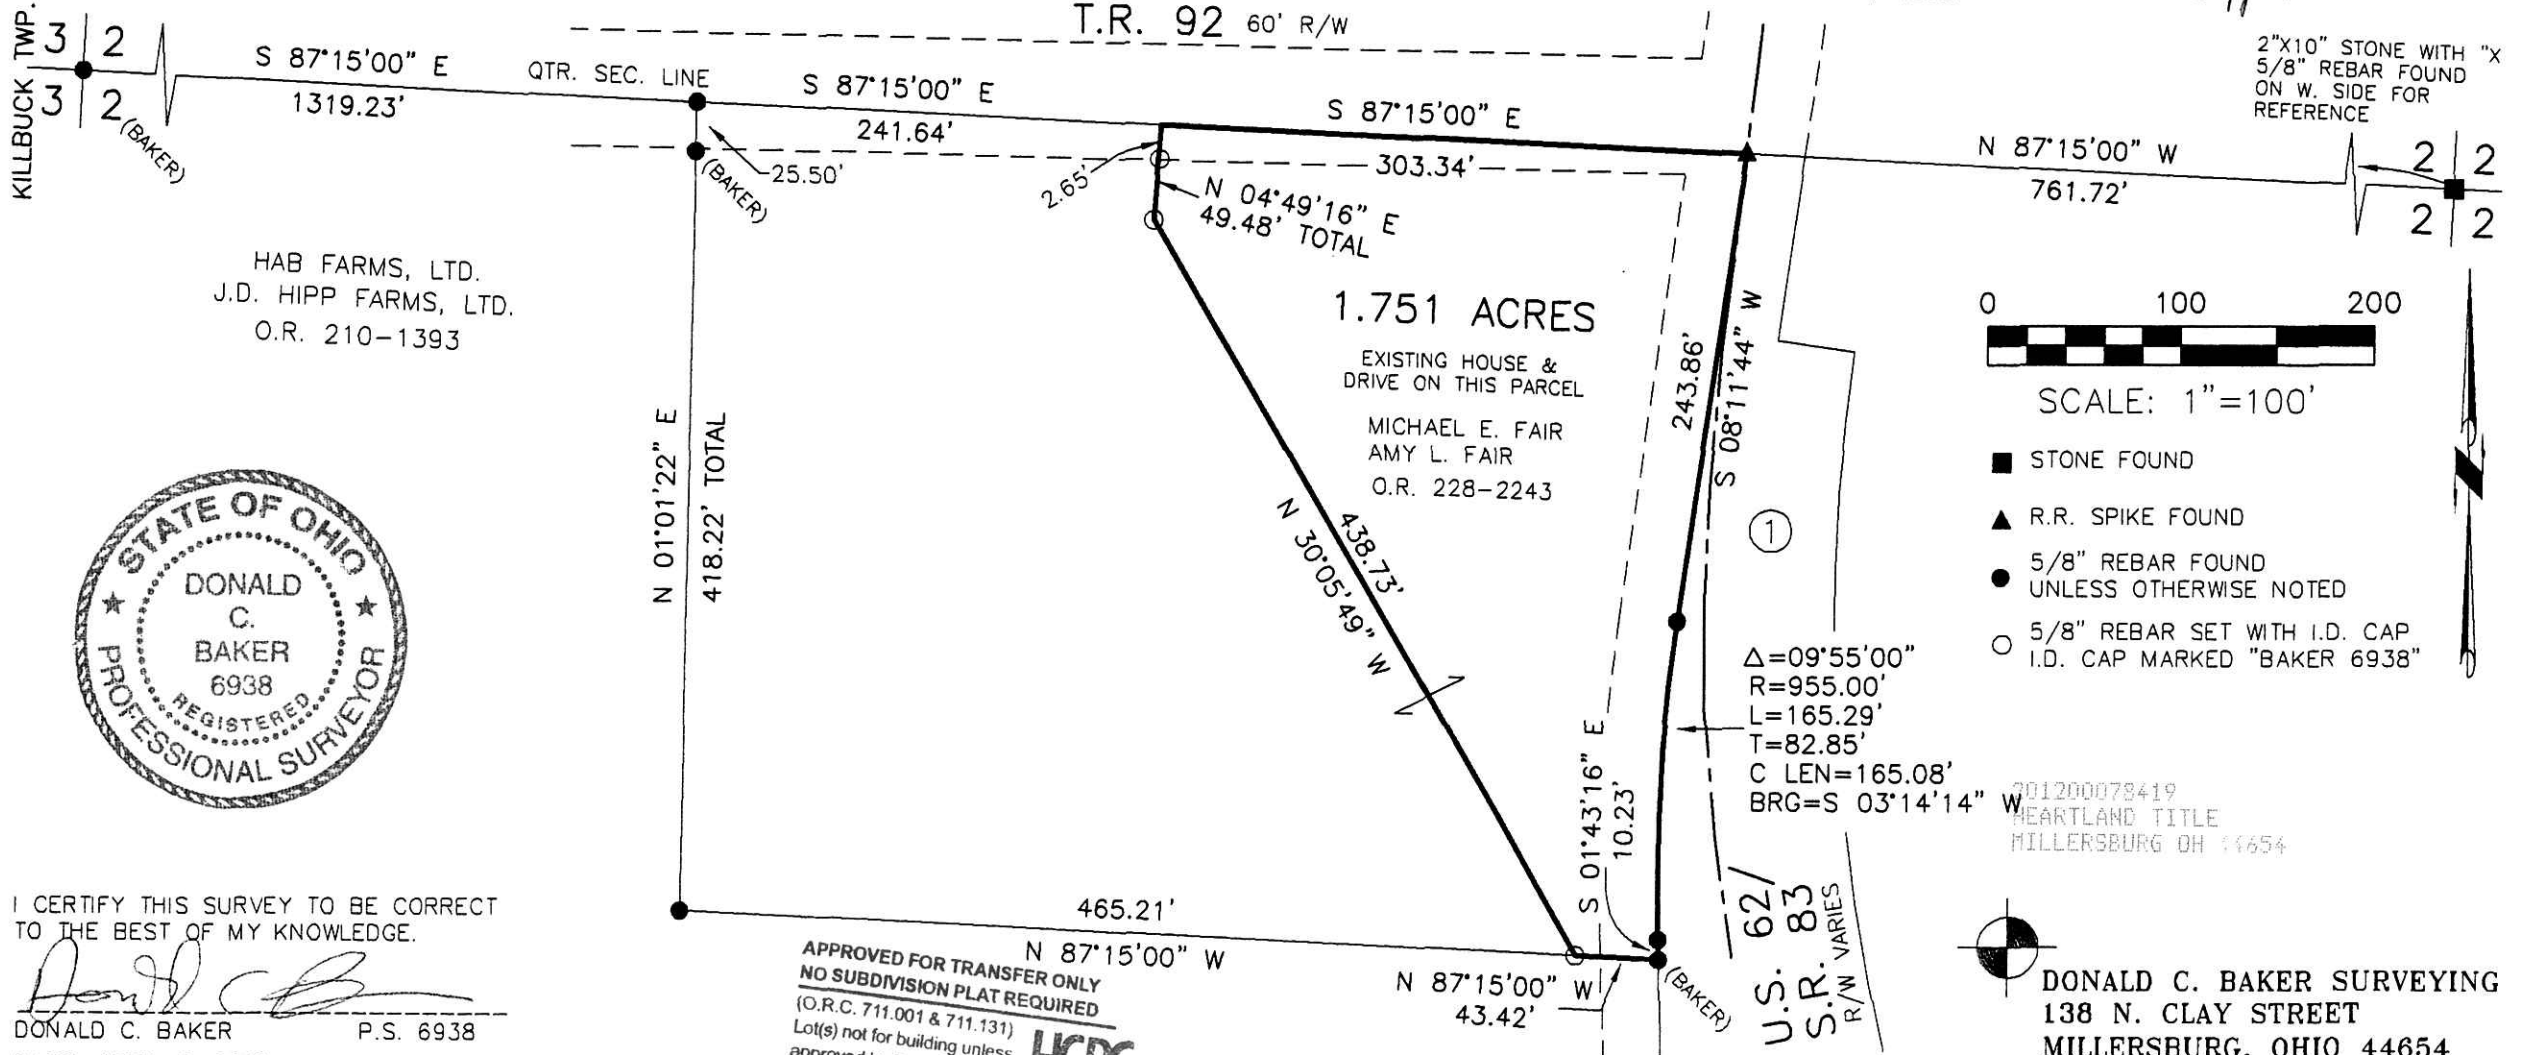 T.R. 92 60' R/W
KILLBUCK TWP.
3 2
3 2
(BAKER)
S 87°15'00" E
1319.23'
QTR. SEC. LINE
S 87°15'00" E
241.64'
S 87°15'00" E
303.34'
N 87°15'00" W
761.72'
2"X10" STONE WITH "X
5/8" REBAR FOUND
ON W. SIDE FOR
REFERENCE
2 2
2 2
(BAKER)
25.50'
2.65'
N 04°49'16" E
49.48' TOTAL
HAB FARMS, LTD.
J.D. HIPP FARMS, LTD.
O.R. 210-1393
1.751 ACRES
EXISTING HOUSE &
DRIVE ON THIS PARCEL
MICHAEL E. FAIR
AMY L. FAIR
O.R. 228-2243
243.86'
S 08°11'44" W
0 100 200
SCALE: 1"=100'
STONE FOUND
R.R. SPIKE FOUND
5/8" REBAR FOUND
UNLESS OTHERWISE NOTED
5/8" REBAR SET WITH I.D. CAP
I.D. CAP MARKED "BAKER 6938"
N 01°01'22" E
418.22' TOTAL
438.73'
N 30°05'49" W
1
Δ=09°55'00"
R=955.00'
L=165.29'
T=82.85'
C LEN=165.08'
BRG=S 03°14'14" W
S 01°43'16" E
10.23'
STATE OF OHIO
DONALD
C.
BAKER
6938
REGISTERED
PROFESSIONAL SURVEYOR
201200078419
HEARTLAND TITLE
MILLERSBURG OH 44654
I CERTIFY THIS SURVEY TO BE CORRECT
TO THE BEST OF MY KNOWLEDGE.
DONALD C. BAKER P.S. 6938
465.21'
N 87°15'00" W
N 87°15'00" W
43.42'
(BAKER)
U.S. 62/
S.R. 83
R/W VARIES
APPROVED FOR TRANSFER ONLY
NO SUBDIVISION PLAT REQUIRED
(O.R.C. 711.001 & 711.131)
Lot(s) not for building unless
HCPC
DONALD C. BAKER SURVEYING
138 N. CLAY STREET
MILLERSBURG, OHIO 44654